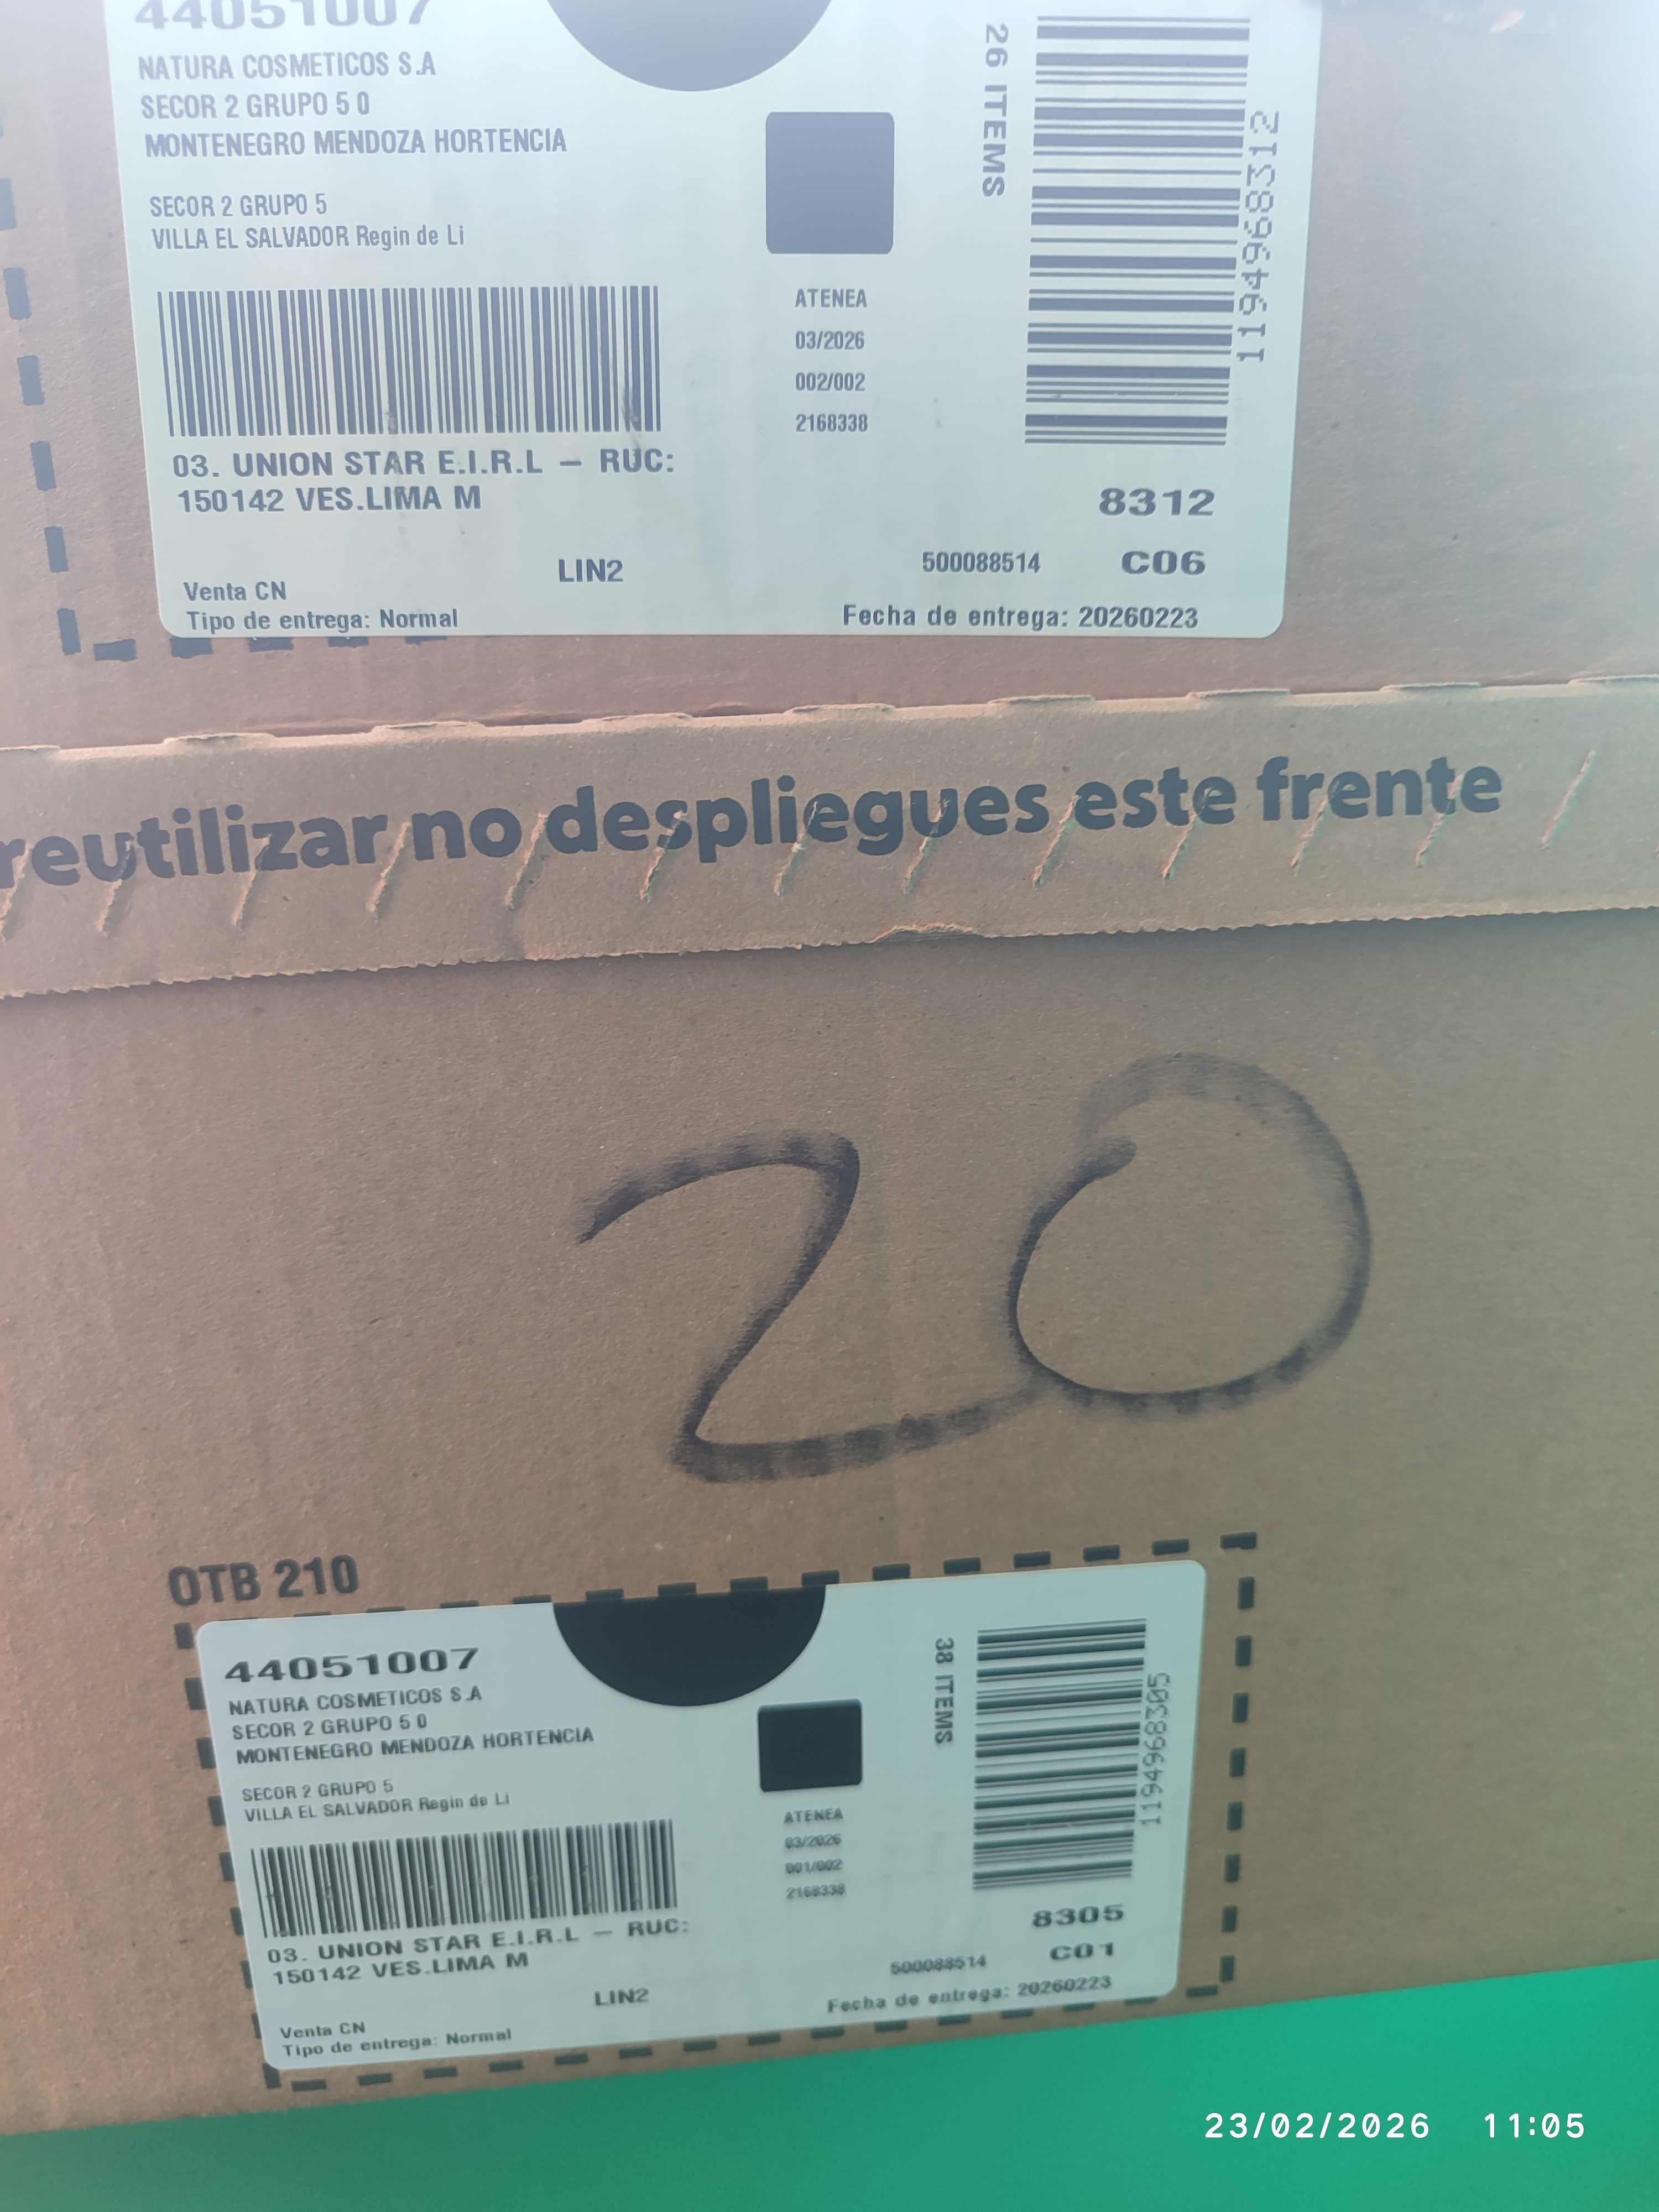 44051007
NATURA COSMETICOS S.A
SECOR 2 GRUPO 5 0
MONTENEGRO MENDOZA HORTENCIA
SECOR 2 GRUPO 5
VILLA EL SALVADOR Regin de Li
ATENEA
03/2026
002/002
2168338
26 ITEMS
11949968312
03. UNION STAR E.I.R.L – RUC:
150142 VES.LIMA M
8312
LIN2
500088514 C06
Venta CN
Tipo de entrega: Normal
Fecha de entrega: 20260223
reutilizar no despliegues este frente
20
OTB 210
44051007
NATURA COSMETICOS S.A
SECOR 2 GRUPO 5 0
MONTENEGRO MENDOZA HORTENCIA
SECOR 2 GRUPO 5
VILLA EL SALVADOR Regin de Li
ATENEA
03/2026
001/002
2168338
38 ITEMS
11949968305
03. UNION STAR E.I.R.L – RUC:
150142 VES.LIMA M
8305
LIN2
500088514 C01
Venta CN
Tipo de entrega: Normal
Fecha de entrega: 20260223
23/02/2026 11:05